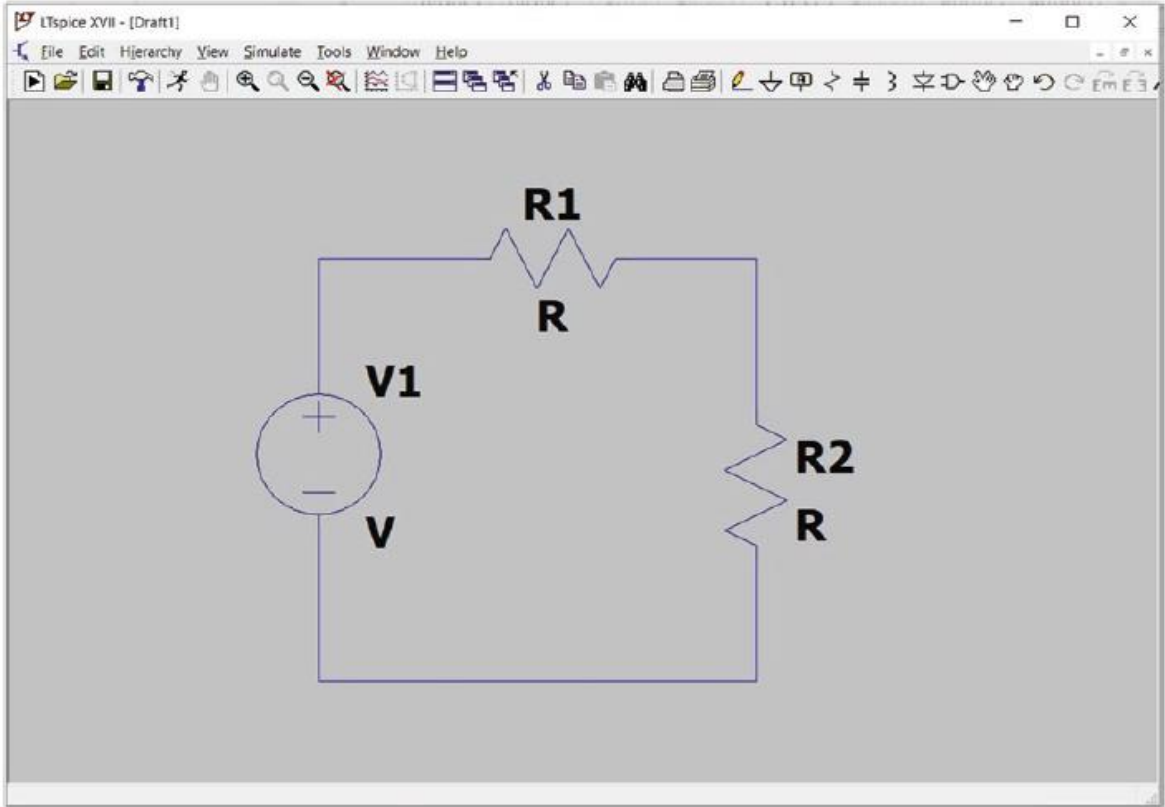 LTspice XVII - [Draft1]
File Edit Hierarchy View Simulate Tools Window Help
R1
R
V1
V
R2
R